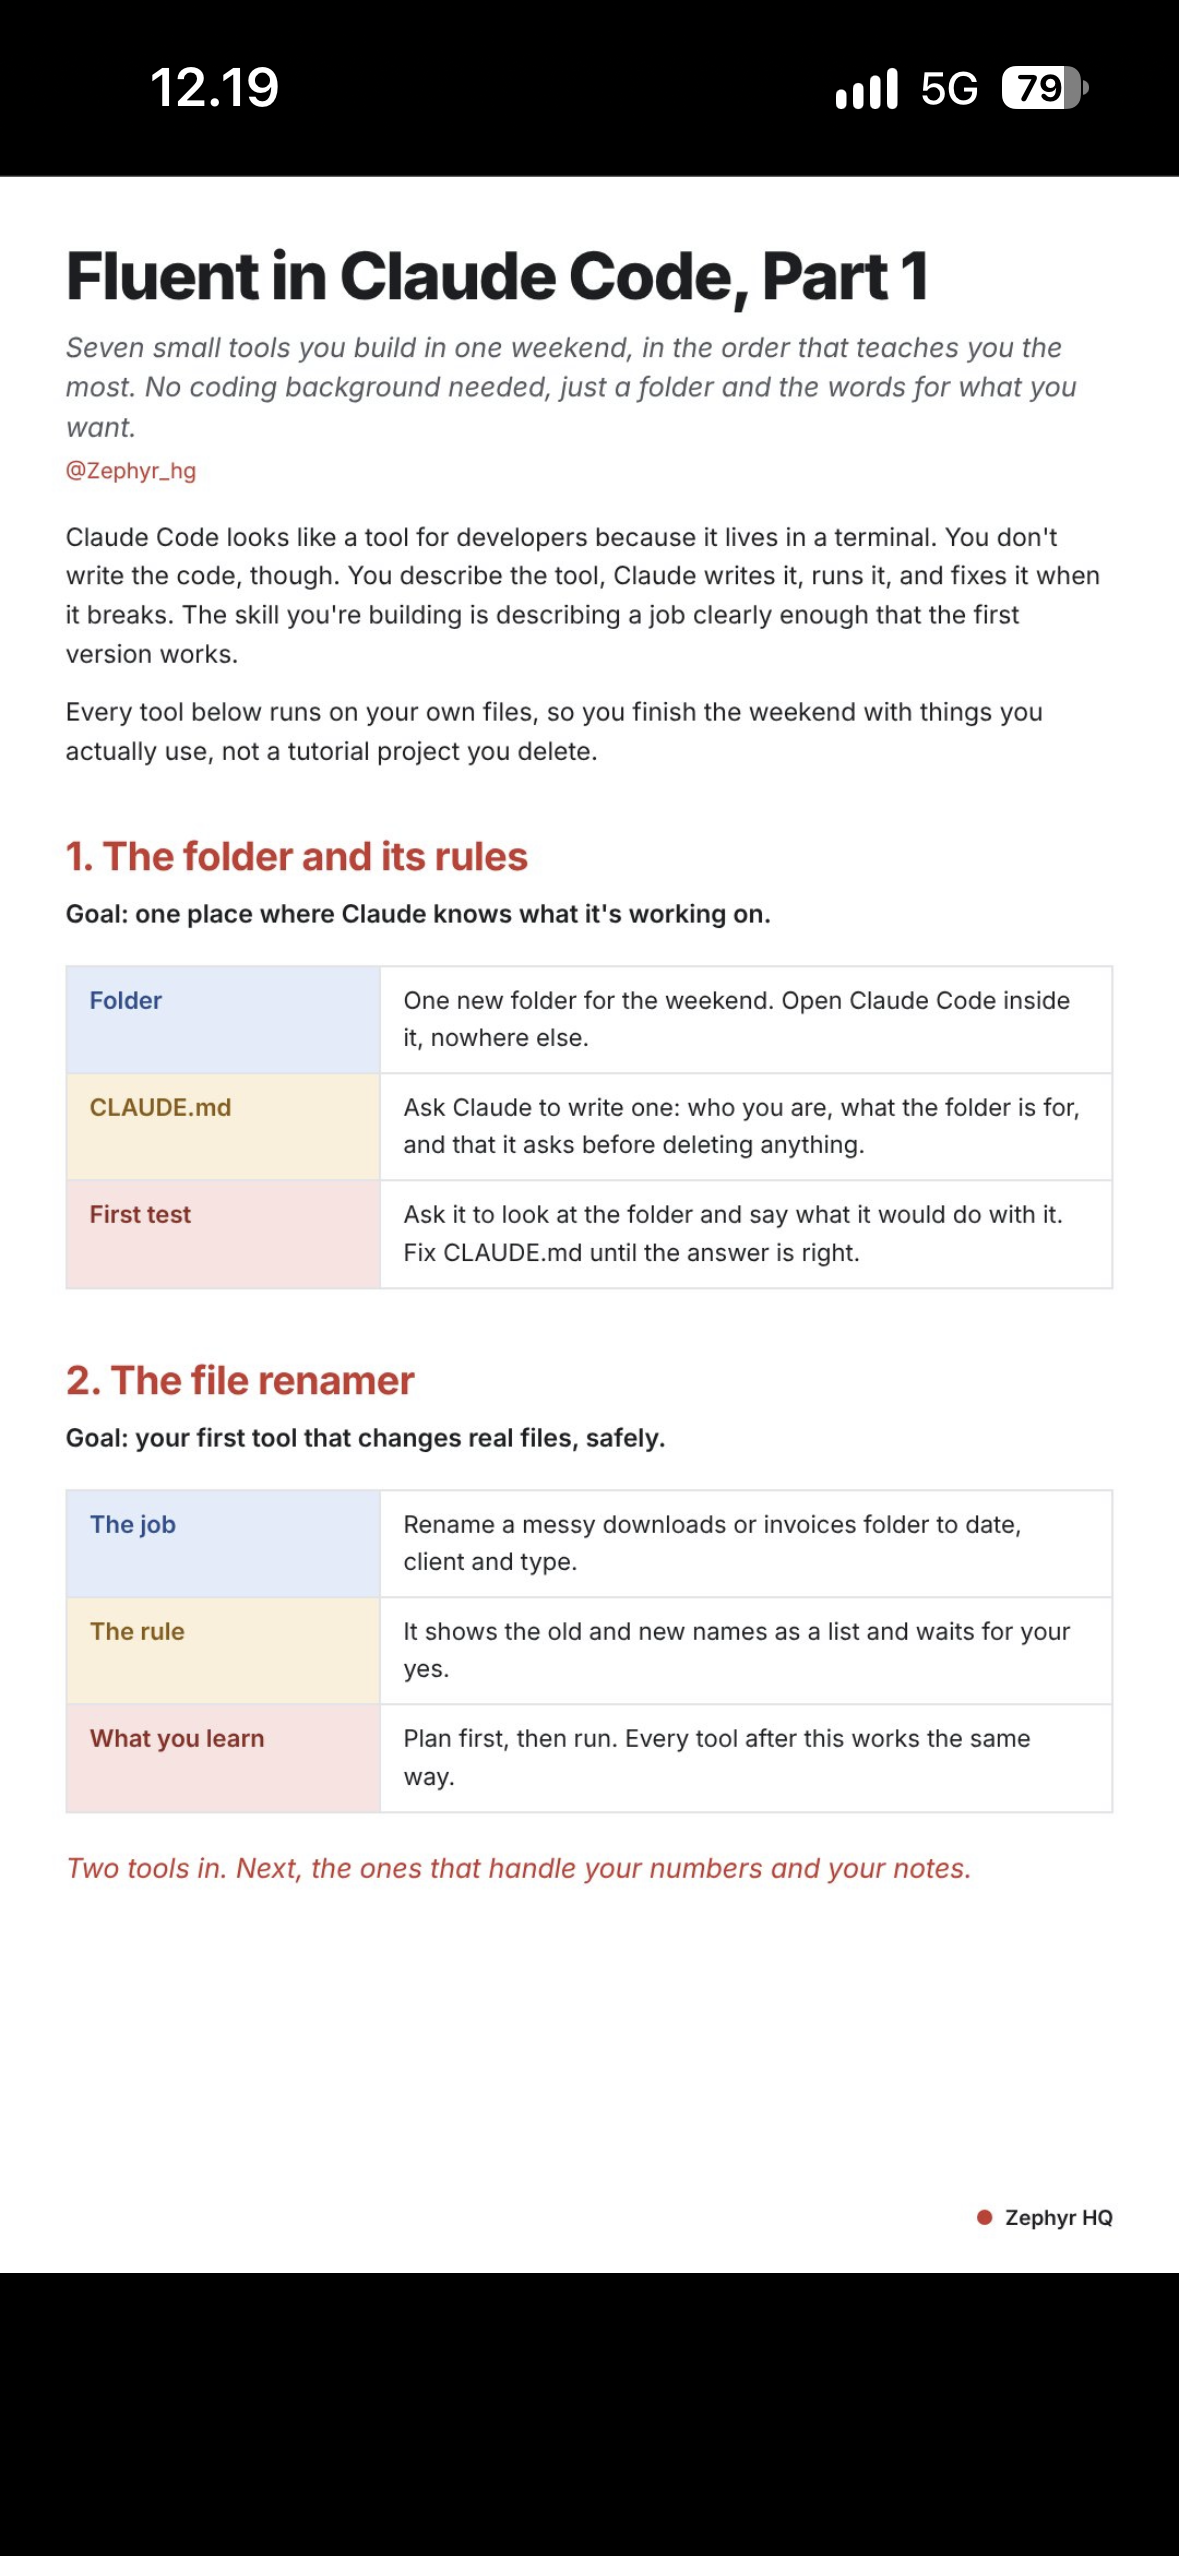 12.19
5G
79
Fluent in Claude Code, Part 1
Seven small tools you build in one weekend, in the order that teaches you the
most. No coding background needed, just a folder and the words for what you
want.
@Zephyr_hg
Claude Code looks like a tool for developers because it lives in a terminal. You don't
write the code, though. You describe the tool, Claude writes it, runs it, and fixes it when
it breaks. The skill you're building is describing a job clearly enough that the first
version works.
Every tool below runs on your own files, so you finish the weekend with things you
actually use, not a tutorial project you delete.
1. The folder and its rules
Goal: one place where Claude knows what it's working on.
Folder
One new folder for the weekend. Open Claude Code inside
it, nowhere else.
CLAUDE.md
Ask Claude to write one: who you are, what the folder is for,
and that it asks before deleting anything.
First test
Ask it to look at the folder and say what it would do with it.
Fix CLAUDE.md until the answer is right.
2. The file renamer
Goal: your first tool that changes real files, safely.
The job
Rename a messy downloads or invoices folder to date,
client and type.
The rule
It shows the old and new names as a list and waits for your
yes.
What you learn
Plan first, then run. Every tool after this works the same
way.
Two tools in. Next, the ones that handle your numbers and your notes.
Zephyr HQ